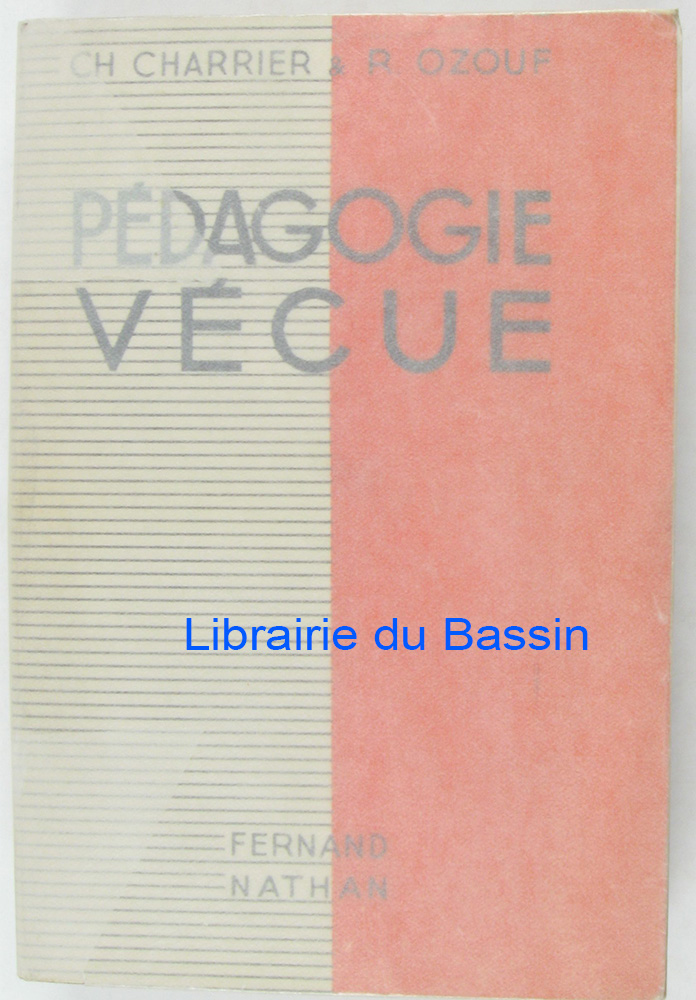 CH CHARRIER & R. OZOUF
PÉDAGOGIE
VÉCUE
Librairie du Bassin
FERNAND
NATHAN